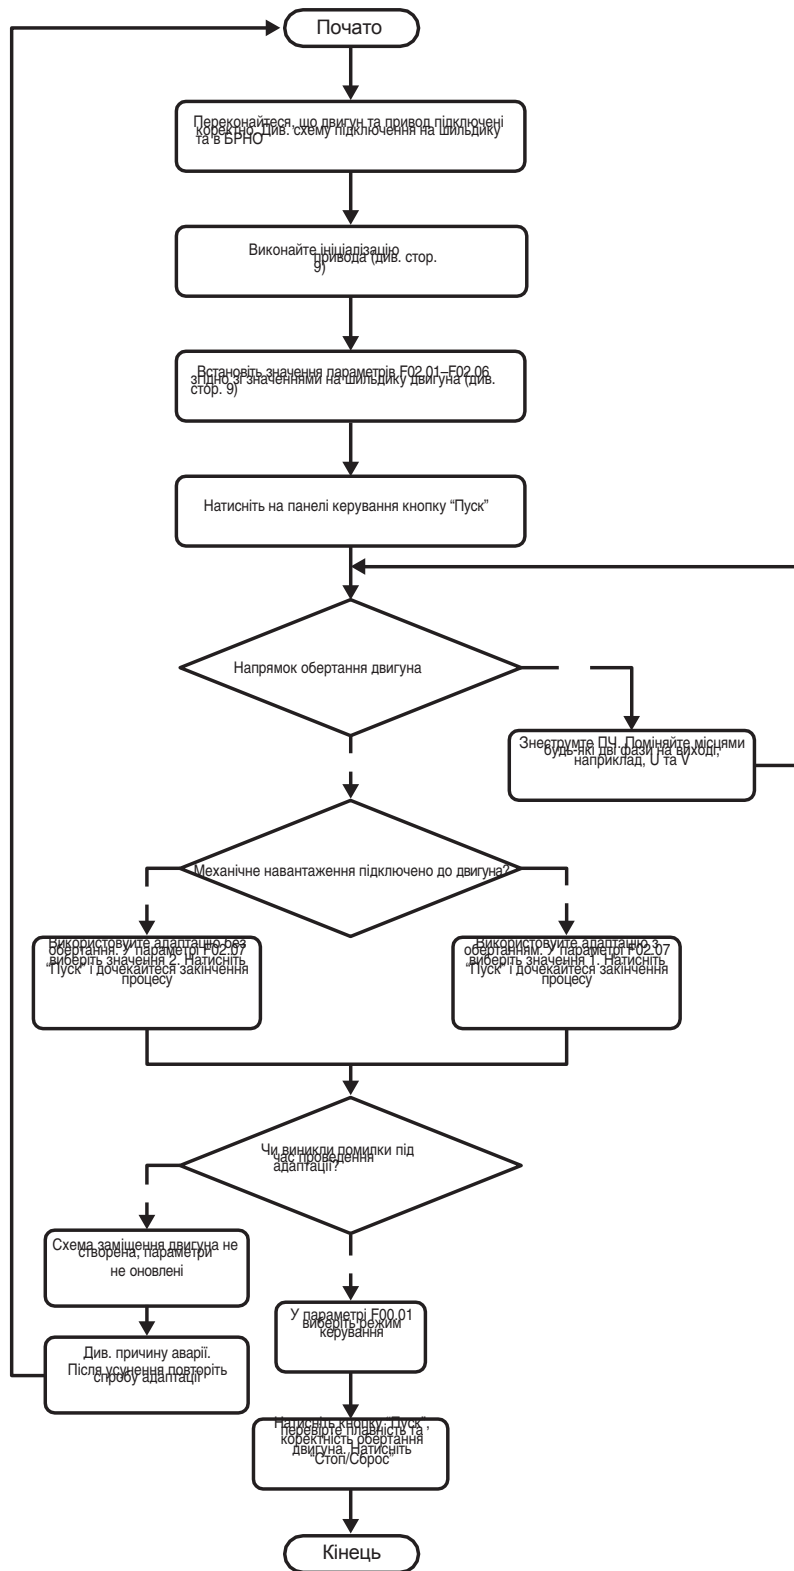 Почато
Переконайтеся, що двигун та привод підключені
коректно. Див. схему підключення на шильдику
та в БРНО
Виконайте ініціалізацію
привода (див. стор.
9)
Встановіть значення параметрів F02.01–F02.06
згідно зі значеннями на шильдику двигуна (див.
стор. 9)
Натисніть на панелі керування кнопку “Пуск”
Напрямок обертання двигуна
Знеструмте ПЧ. Поміняйте місцями
будь-які дві фази на виході,
наприклад, U та V
Механічне навантаження підключено до двигуна?
Використовуйте адаптацію без
обертання. У параметрі F02.07
виберіть значення 2. Натисніть
“Пуск” і дочекайтеся закінчення
процесу
Використовуйте адаптацію з
обертанням. У параметрі F02.07
виберіть значення 1. Натисніть
“Пуск” і дочекайтеся закінчення
процесу
Чи виникли помилки під
час проведення
адаптації?
Схема заміщення двигуна не
створена, параметри
не оновлені
Див. причину аварії.
Після усунення повторіть
спробу адаптації
У параметрі F00.01
виберіть режим
керування
Натисніть кнопку “Пуск”,
перевірте плавність та
коректність обертання
двигуна. Натисніть
“Стоп/Сброс”
Кінець